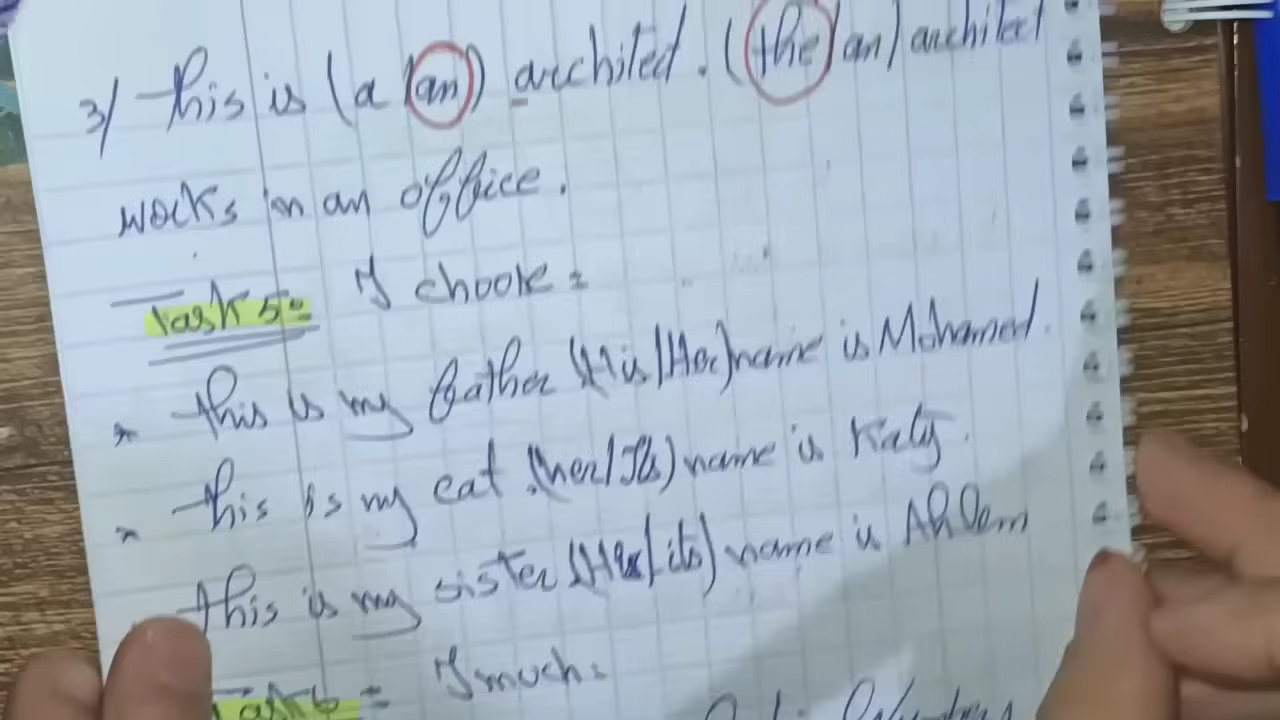 3/ This is (a / an) architect. (the / an) architect
works in an office.
Task 5: I choose:
* This is my father (His / Her) name is Mohamed.
* This is my cat. (her / Its) name is Katy.
This is my sister (Her / its) name is Ahlem
Task 6 = I much: